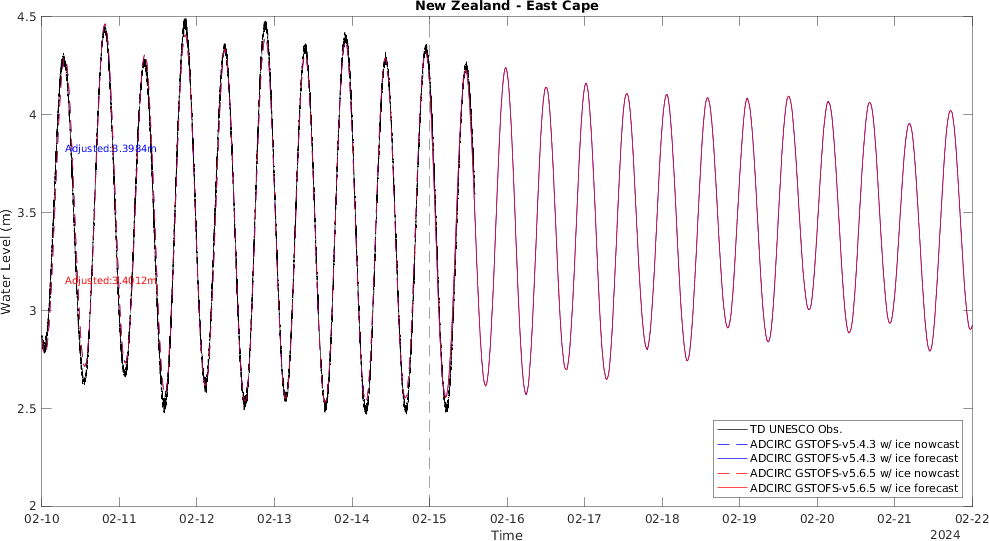 New Zealand - East Cape
4.5
4
3.5
3
2.5
2
Water Level (m)
Adjusted:3.3984m
Adjusted:3.4012m
TD UNESCO Obs.
ADCIRC GSTOFS-v5.4.3 w/ ice nowcast
ADCIRC GSTOFS-v5.4.3 w/ ice forecast
ADCIRC GSTOFS-v5.6.5 w/ ice nowcast
ADCIRC GSTOFS-v5.6.5 w/ ice forecast
02-10 02-11 02-12 02-13 02-14 02-15 02-16 02-17 02-18 02-19 02-20 02-21 02-22
Time
2024